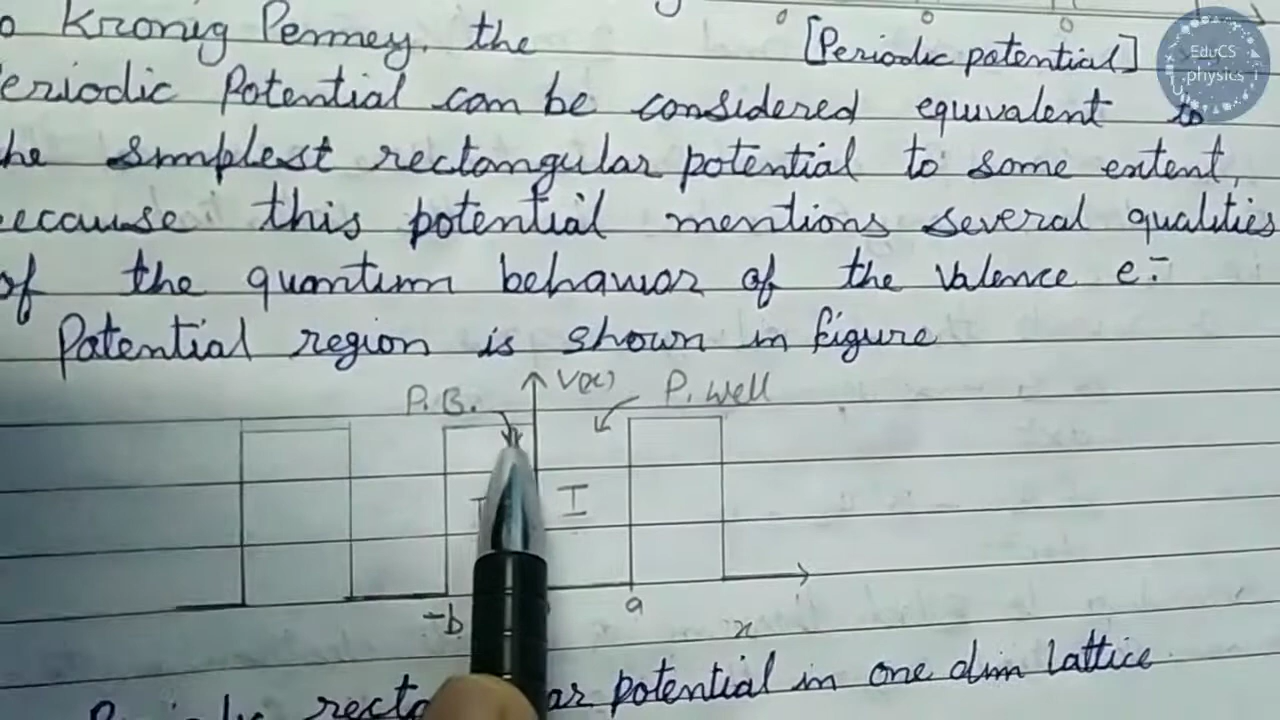 o Kronig Penney. the
[Periodic potential]
EduCS
physics
eriodic Potential can be considered equivalent to
he simplest rectangular potential to some extent,
ecause this potential mentions several qualities
of the quantum behavior of the valence e-
Potential region is shown in figure
P.B. V(x) P. well
I
-b a
x
rect ar potential in one dim lattice